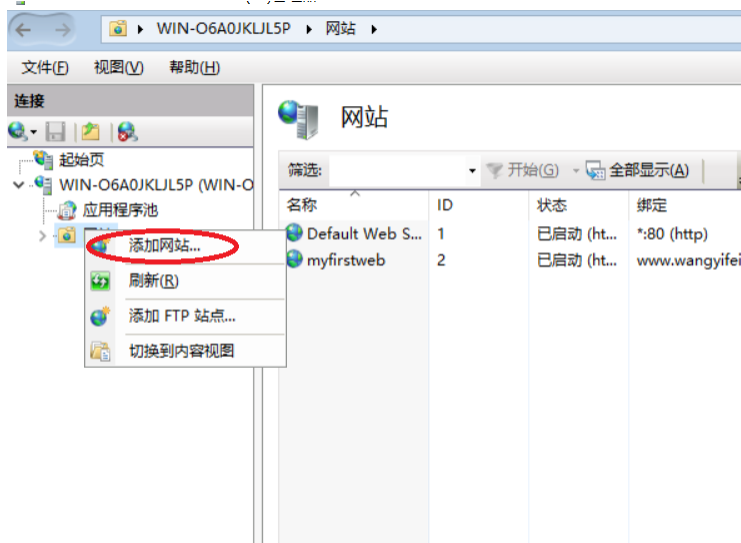 WIN-O6A0JKLJL5P 网站
文件(F) 视图(V) 帮助(H)
连接
网站
起始页
筛选: 开始(G) 全部显示(A)
WIN-O6A0JKLJL5P (WIN-O
应用程序池
名称 ID 状态 绑定
添加网站...
Default Web S... 1 已启动 (ht... *:80 (http)
myfirstweb 2 已启动 (ht... www.wangyifei
刷新(R)
添加 FTP 站点...
切换到内容视图